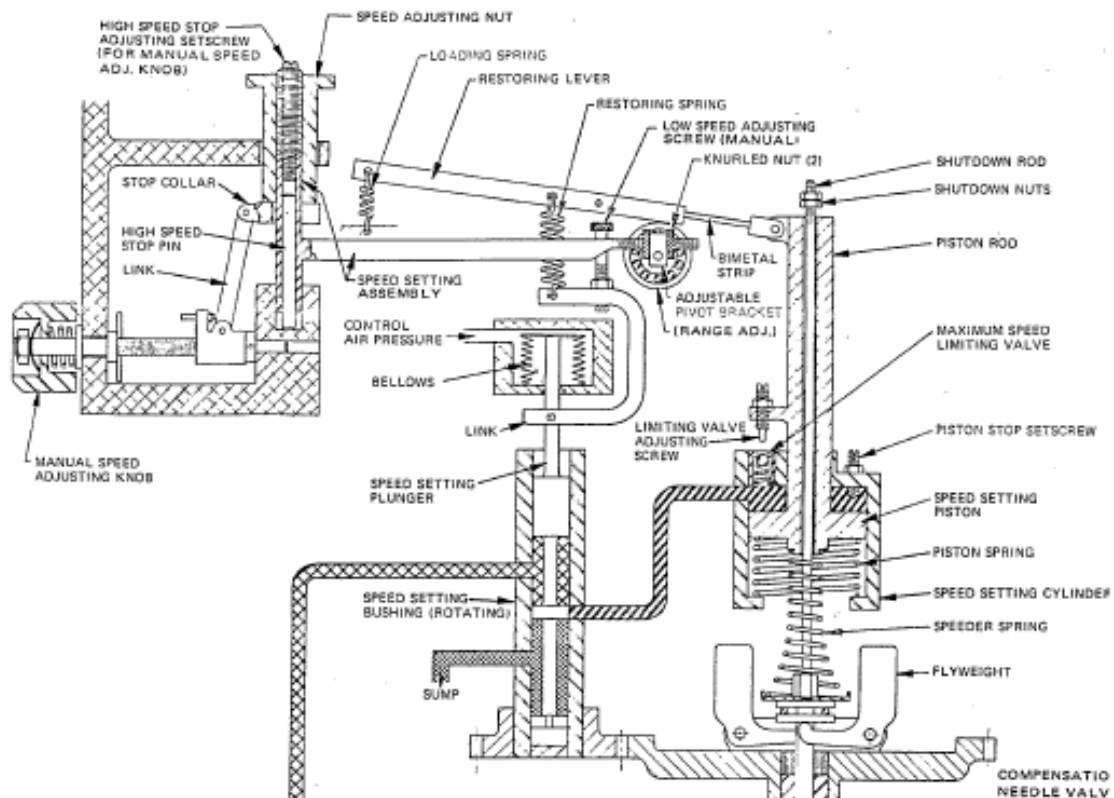 HIGH SPEED STOP
ADJUSTING SETSCREW
(FOR MANUAL SPEED
ADJ. KNOB)
SPEED ADJUSTING NUT
LOADING SPRING
RESTORING LEVER
RESTORING SPRING
LOW SPEED ADJUSTING
SCREW (MANUAL)
KNURLED NUT (2)
SHUTDOWN ROD
SHUTDOWN NUTS
STOP COLLAR
HIGH SPEED
STOP PIN
LINK
SPEED SETTING
ASSEMBLY
BIMETAL
STRIP
PISTON ROD
ADJUSTABLE
PIVOT BRACKET
(RANGE ADJ.)
CONTROL
AIR PRESSURE
MAXIMUM SPEED
LIMITING VALVE
BELLOWS
LINK
LIMITING VALVE
ADJUSTING
SCREW
PISTON STOP SETSCREW
MANUAL SPEED
ADJUSTING KNOB
SPEED SETTING
PLUNGER
SPEED SETTING
PISTON
PISTON SPRING
SPEED SETTING
BUSHING (ROTATING)
SPEED SETTING CYLINDER
SPEEDER SPRING
FLYWEIGHT
SUMP
COMPENSATIO
NEEDLE VALV